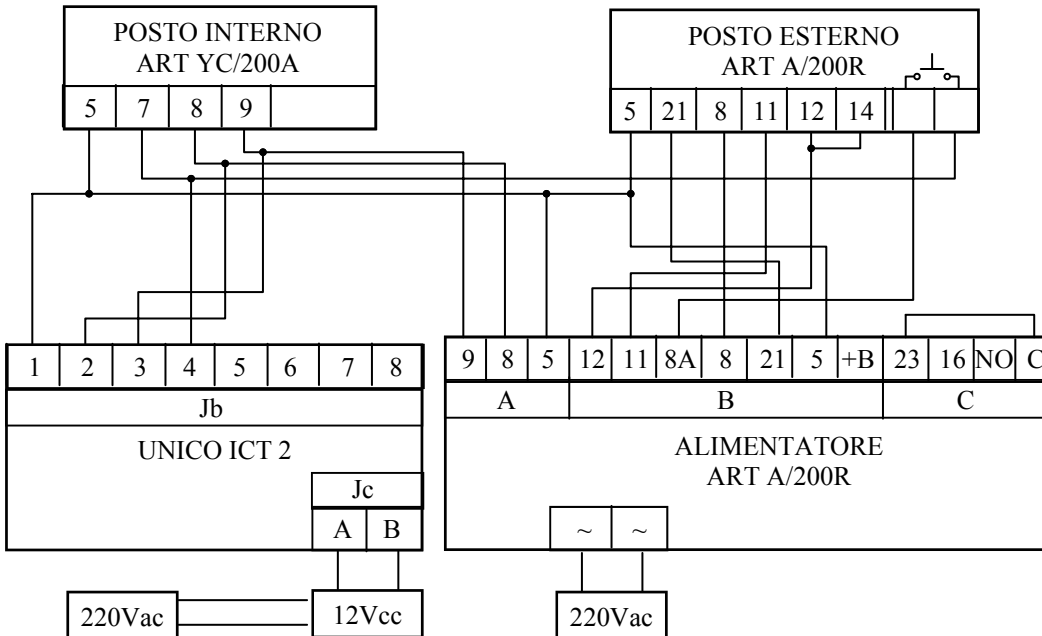 POSTO INTERNO
ART YC/200A
5 7 8 9
POSTO ESTERNO
ART A/200R
5 21 8 11 12 14
1 2 3 4 5 6 7 8
Jb
UNICO ICT 2
Jc
A B
220Vac
12Vcc
9 8 5 12 11 8A 8 21 5 +B 23 16 NO C
A B C
ALIMENTATORE
ART A/200R
~ ~
220Vac